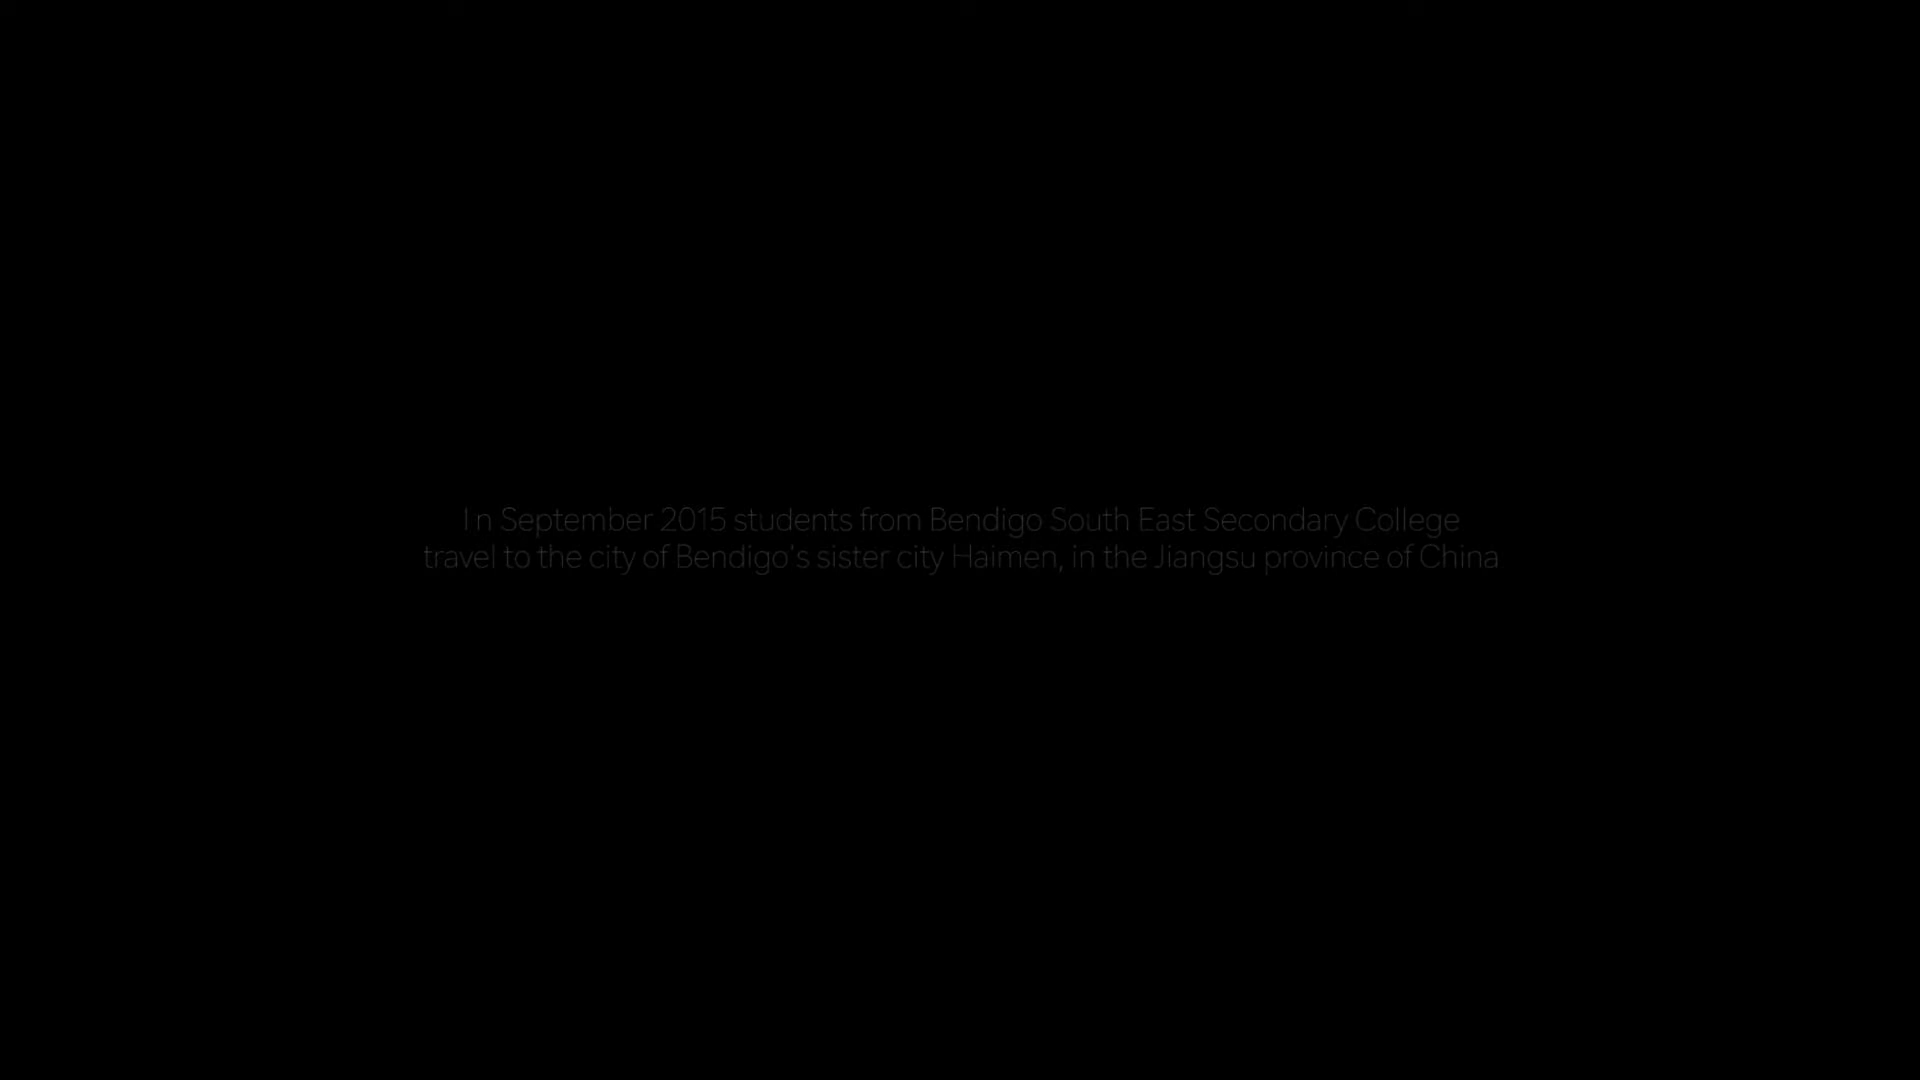 In September 2015 students from Bendigo South East Secondary College
travel to the city of Bendigo's sister city Haimen, in the Jiangsu province of China